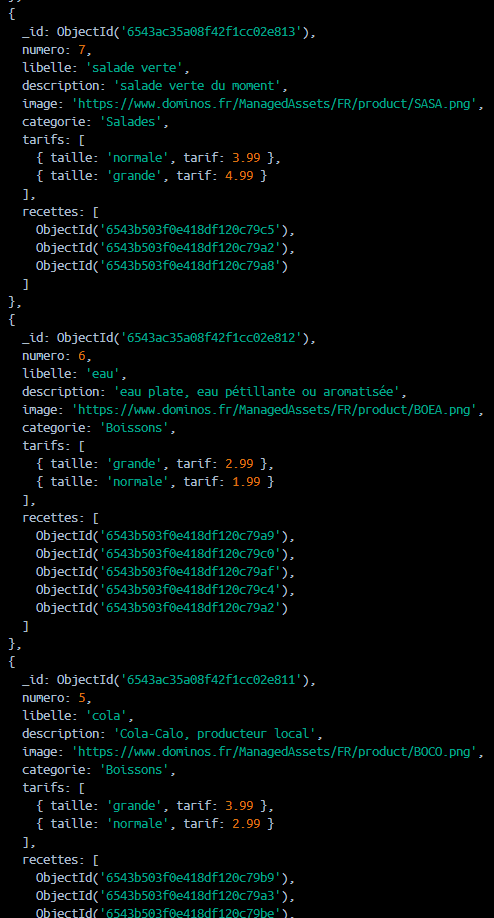 },
{
_id: ObjectId('6543ac35a08f42f1cc02e813'),
numero: 7,
libelle: 'salade verte',
description: 'salade verte du moment',
image: 'https://www.dominos.fr/ManagedAssets/FR/product/SASA.png',
categorie: 'Salades',
tarifs: [
{ taille: 'normale', tarif: 3.99 },
{ taille: 'grande', tarif: 4.99 }
],
recettes: [
ObjectId('6543b503f0e418df120c79c5'),
ObjectId('6543b503f0e418df120c79a2'),
ObjectId('6543b503f0e418df120c79a8')
]
},
{
_id: ObjectId('6543ac35a08f42f1cc02e812'),
numero: 6,
libelle: 'eau',
description: 'eau plate, eau pétillante ou aromatisée',
image: 'https://www.dominos.fr/ManagedAssets/FR/product/BOEA.png',
categorie: 'Boissons',
tarifs: [
{ taille: 'grande', tarif: 2.99 },
{ taille: 'normale', tarif: 1.99 }
],
recettes: [
ObjectId('6543b503f0e418df120c79a9'),
ObjectId('6543b503f0e418df120c79c0'),
ObjectId('6543b503f0e418df120c79af'),
ObjectId('6543b503f0e418df120c79c4'),
ObjectId('6543b503f0e418df120c79a2')
]
},
{
_id: ObjectId('6543ac35a08f42f1cc02e811'),
numero: 5,
libelle: 'cola',
description: 'Cola-Calo, producteur local',
image: 'https://www.dominos.fr/ManagedAssets/FR/product/BOCO.png',
categorie: 'Boissons',
tarifs: [
{ taille: 'grande', tarif: 3.99 },
{ taille: 'normale', tarif: 2.99 }
],
recettes: [
ObjectId('6543b503f0e418df120c79b9'),
ObjectId('6543b503f0e418df120c79a3'),
ObjectId('6543b503f0e418df120c79be'),